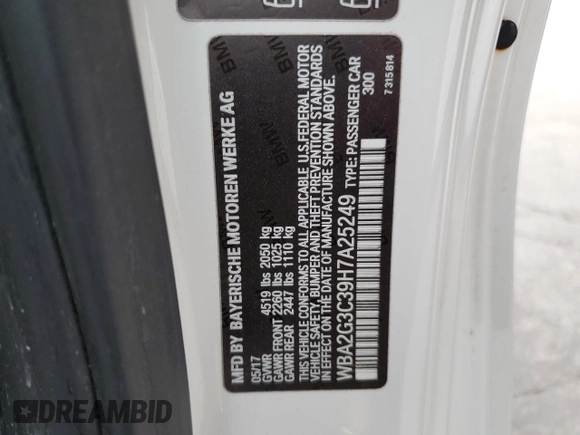 MFD BY BAYERISCHE MOTOREN WERKE AG
05/17
GVWR 4519 lbs 2050 kg
GAWR FRONT 2260 lbs 1025 kg
GAWR REAR 2447 lbs 1110 kg
THIS VEHICLE CONFORMS TO ALL APPLICABLE U.S.FEDERAL MOTOR
VEHICLE SAFETY, BUMPER AND THEFT PREVENTION STANDARDS
IN EFFECT ON THE DATE OF MANUFACTURE SHOWN ABOVE.
WBA2G3C39H7A25249 TYPE: PASSENGER CAR
300
7 315 814
BMW
BMW
BMW
DREAMBID